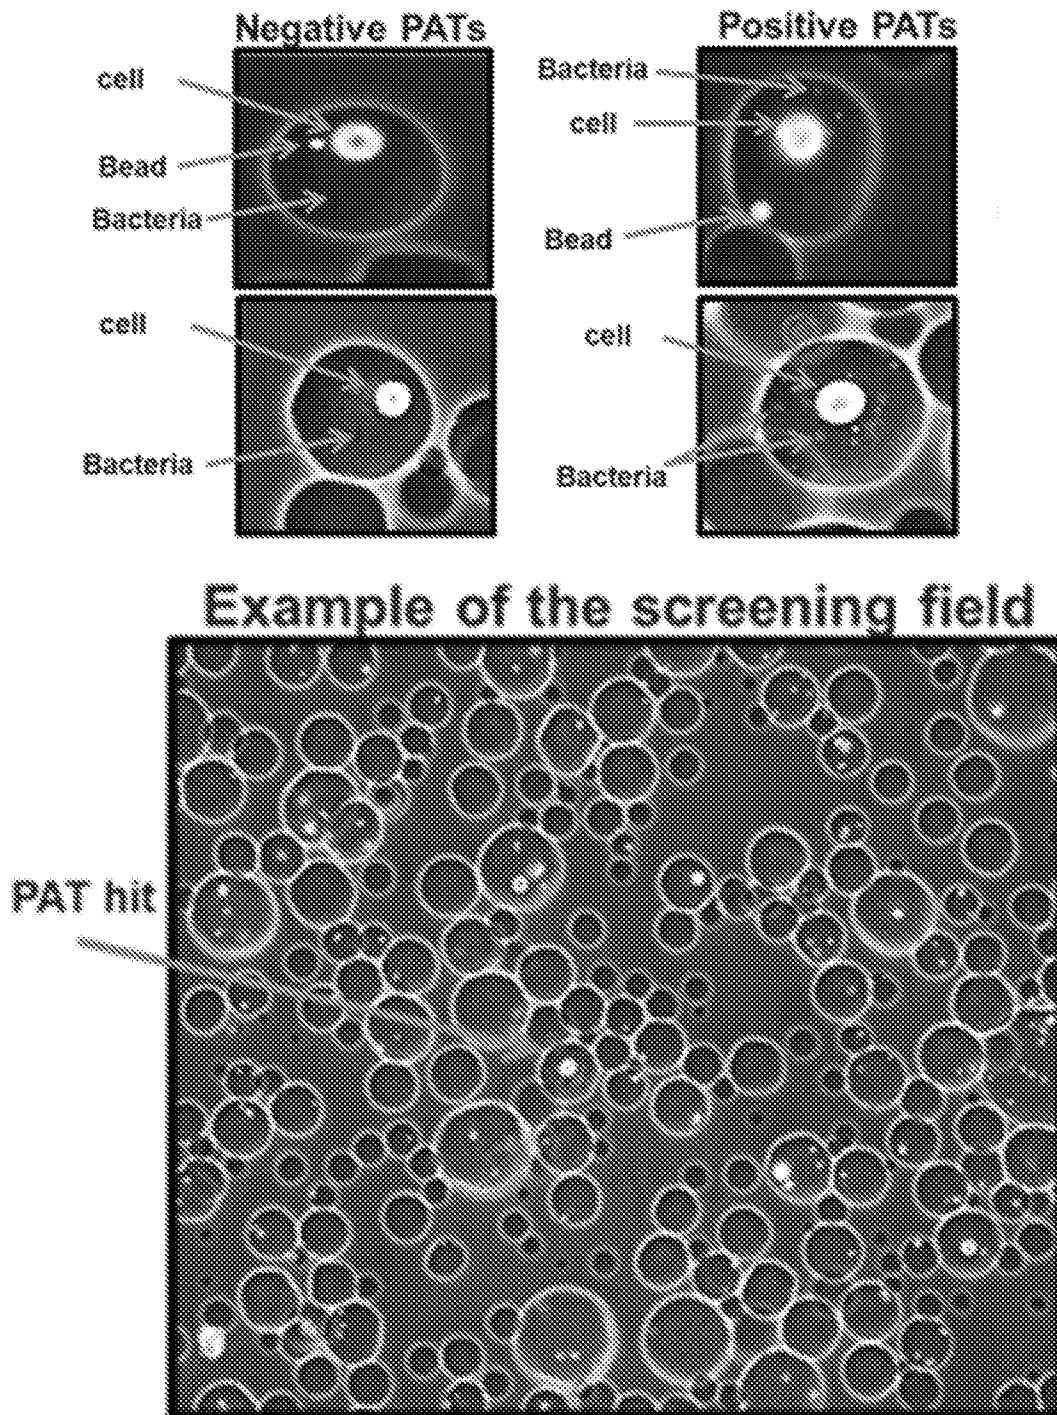 Negative PATs
Positive PATs
cell
Bead
Bacteria
Bacteria
cell
Bead
cell
Bacteria
cell
Bacteria
Example of the screening field
PAT hit